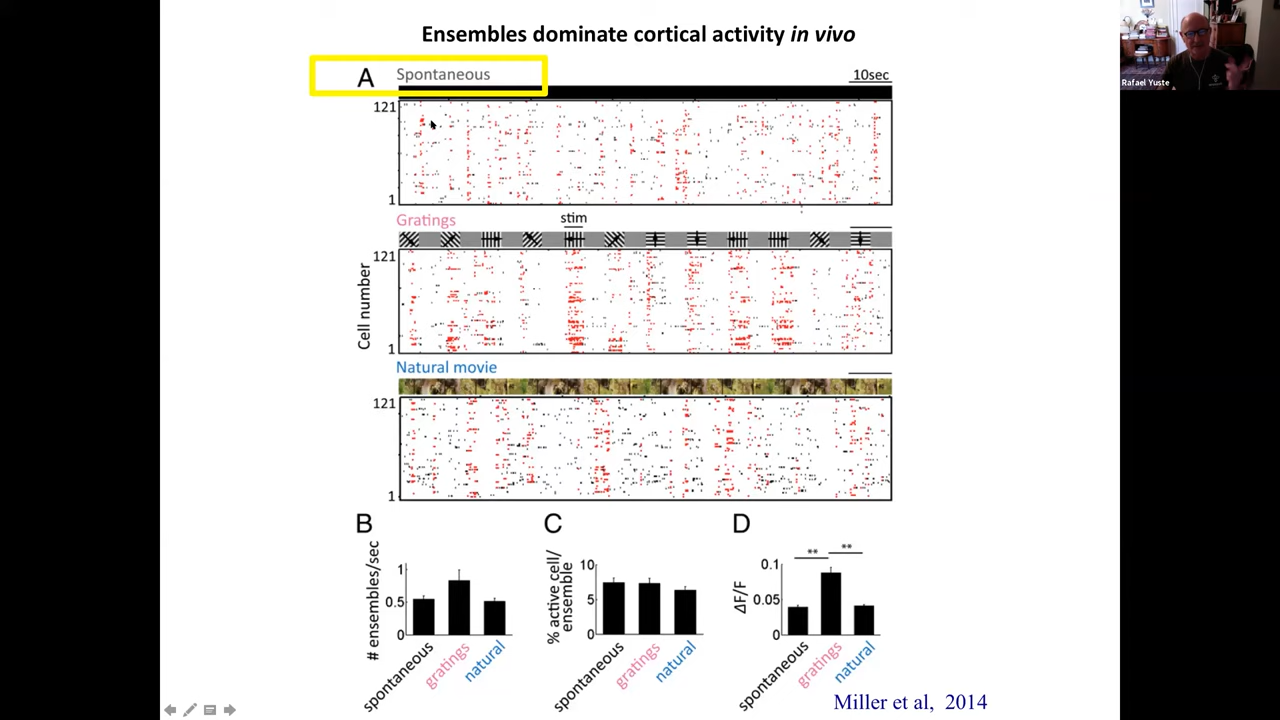 Ensembles dominate cortical activity in vivo
A Spontaneous
10sec
Rafael Yuste
121
1
Gratings
stim
121
1
Cell number
Natural movie
121
1
B
# ensembles/sec
1
0.5
0
spontaneous
gratings
natural
C
% active cell/
ensemble
10
5
0
spontaneous
gratings
natural
D
ΔF/F
** **
0.1
0.05
0
spontaneous
gratings
natural
Miller et al, 2014